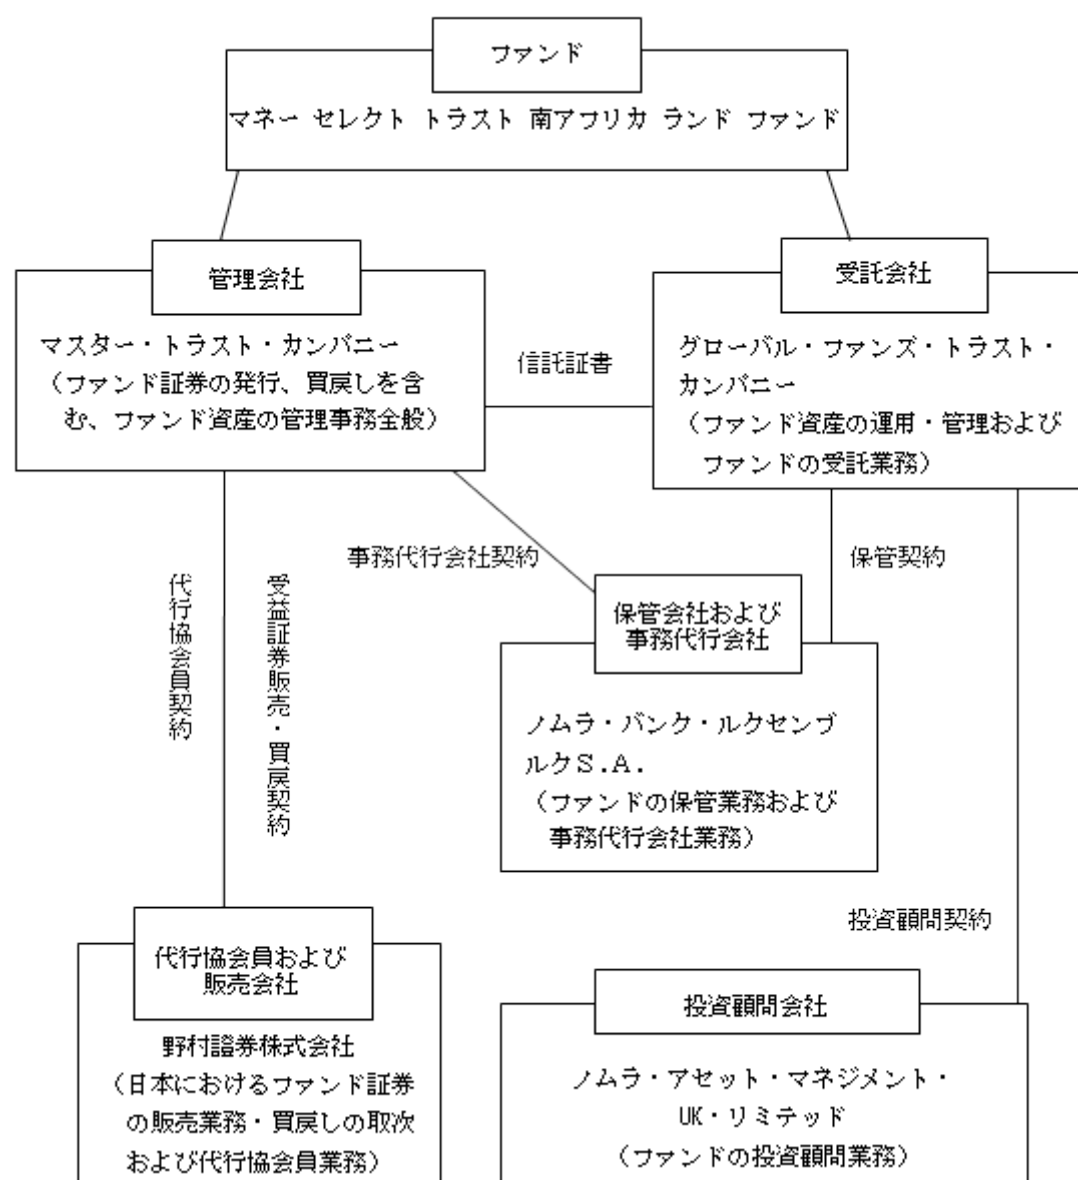 ファンド
マネー セレクト トラスト 南アフリカ ランド ファンド
管理会社
マスター・トラスト・カンパニー
（ファンド証券の発行、買戻しを含
む、ファンド資産の管理事務全般）
信託証書
受託会社
グローバル・ファンズ・トラスト・
カンパニー
（ファンド資産の運用・管理および
ファンドの受託業務）
事務代行会社契約
保管契約
代行協会員契約
受益証券販売・買戻契約
保管会社および
事務代行会社
ノムラ・バンク・ルクセンブ
ルクＳ.Ａ.
（ファンドの保管業務および
事務代行会社業務）
投資顧問契約
代行協会員および
販売会社
野村證券株式会社
（日本におけるファンド証券
の販売業務・買戻しの取次
および代行協会員業務）
投資顧問会社
ノムラ・アセット・マネジメント・
UK・リミテッド
（ファンドの投資顧問業務）